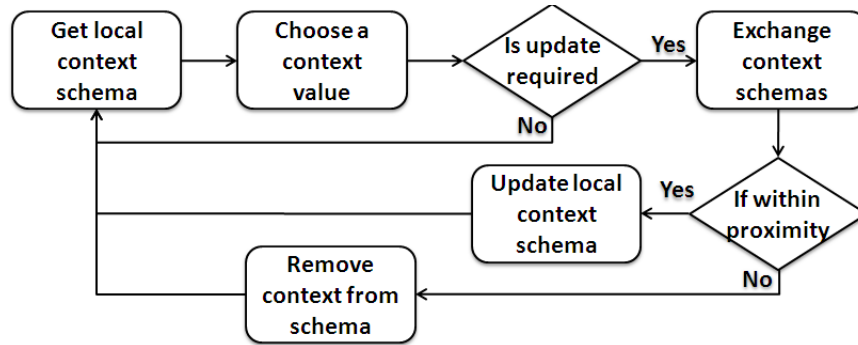 Get local
context
schema
Choose a
context
value
Is update
required
Yes
Exchange
context
schemas
No
Update local
context
schema
Yes
If within
proximity
No
Remove
context from
schema